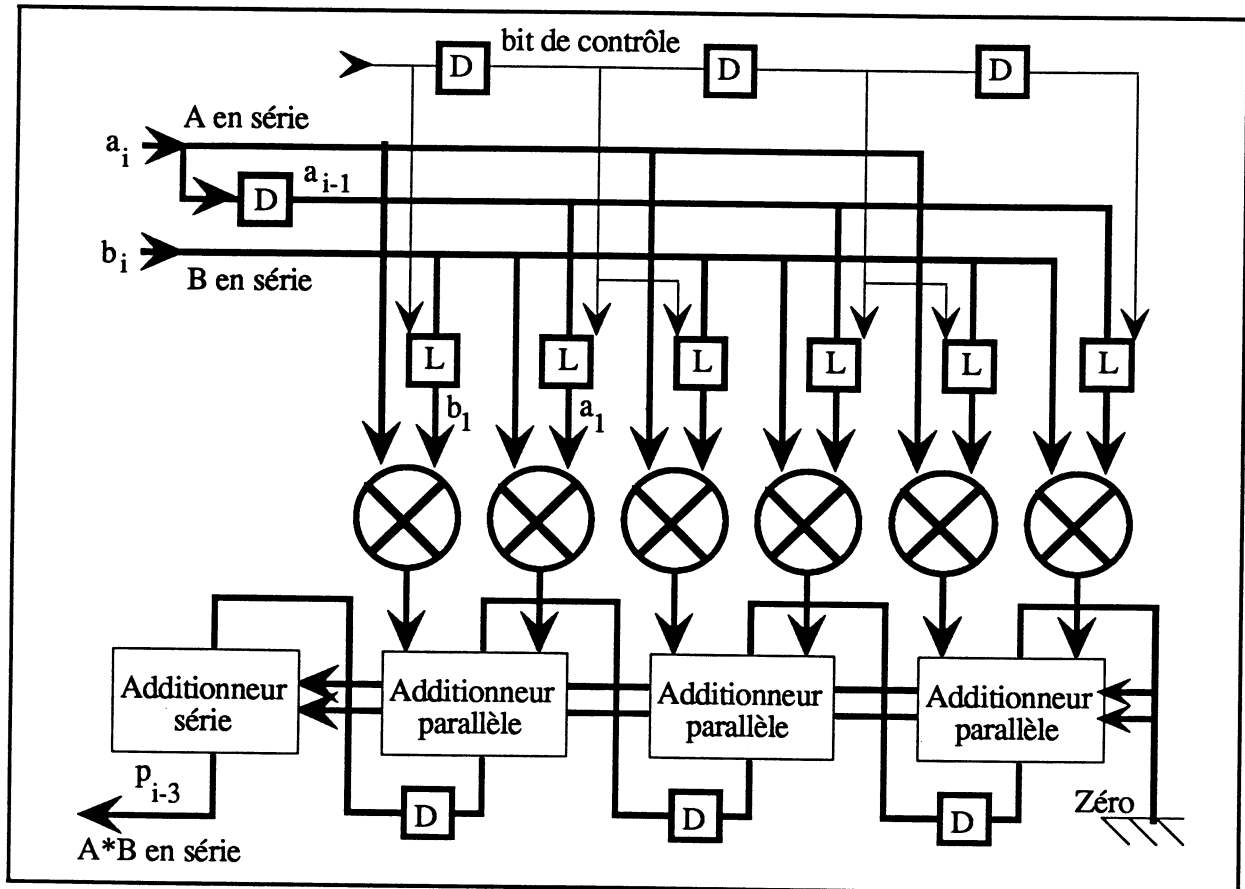 bit de contrôle
D
D
D
A en série
a i
D
a i-1
b i
B en série
L
L
L
L
L
L
b 1
a 1
Additionneur
série
Additionneur
parallèle
Additionneur
parallèle
Additionneur
parallèle
p i-3
D
D
D
Zéro
A*B en série